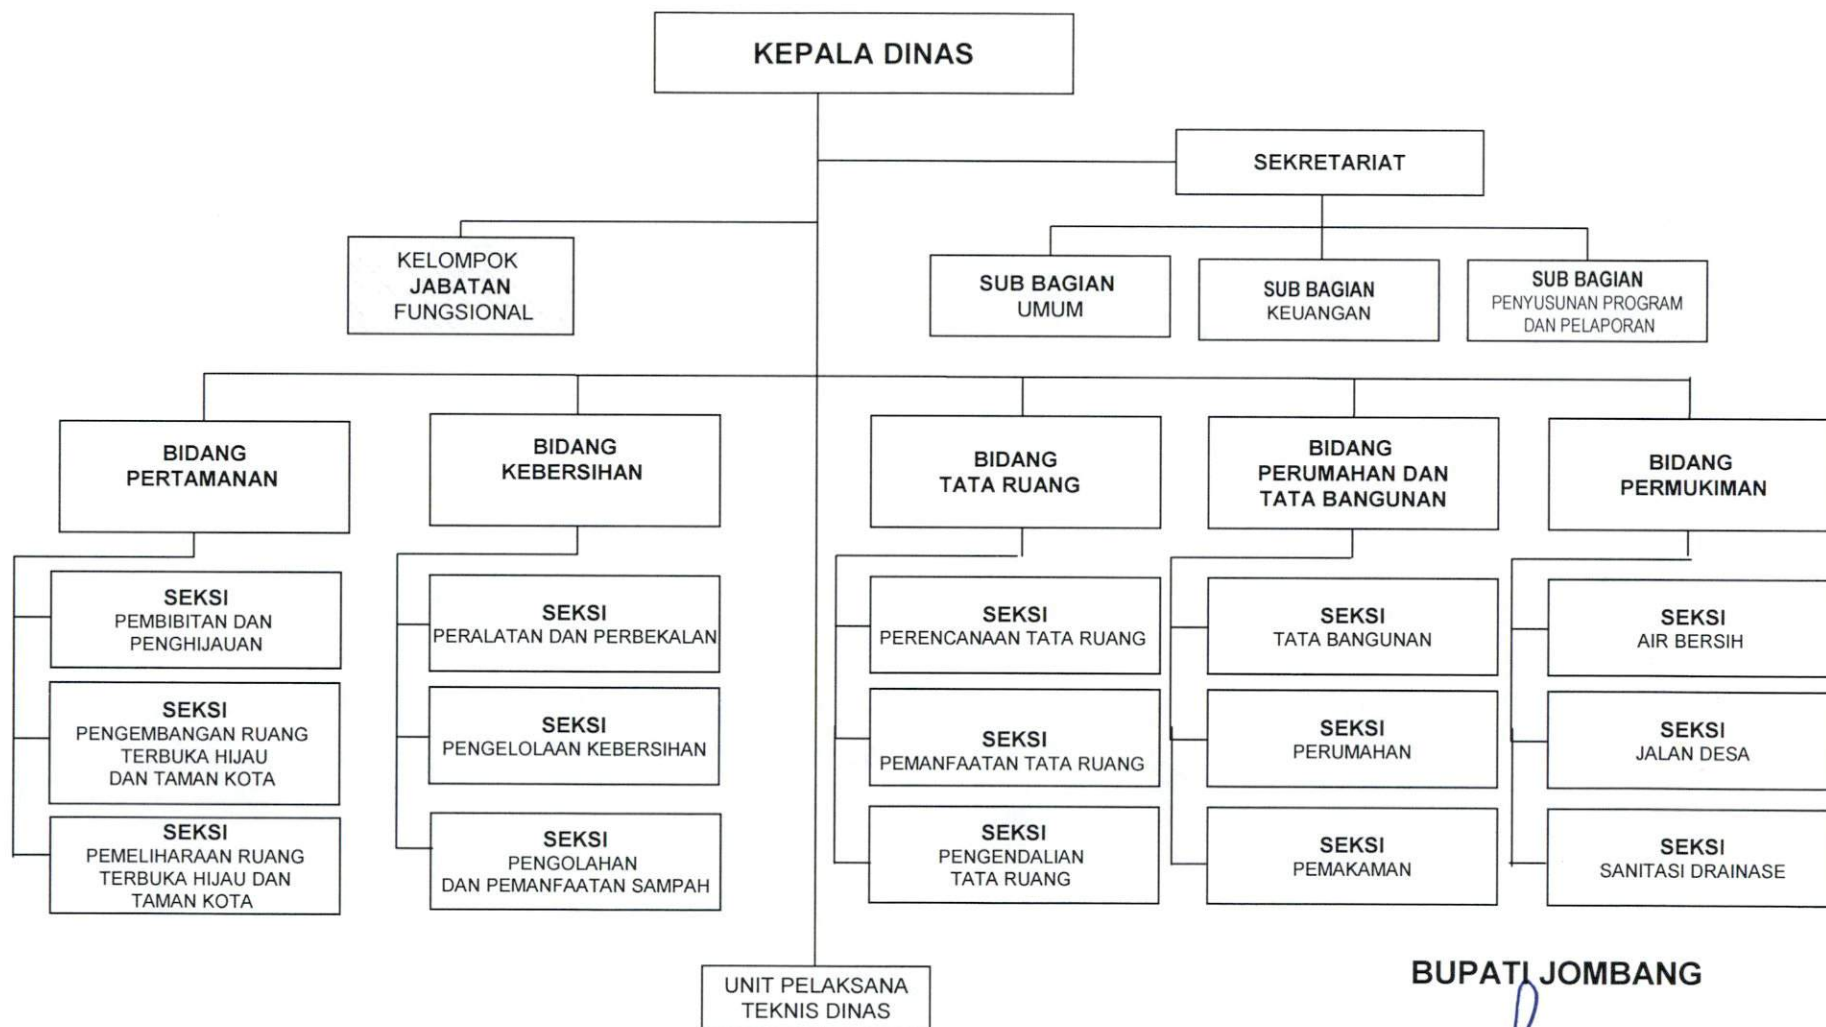 KEPALA DINAS
SEKRETARIAT
KELOMPOK
JABATAN
FUNGSIONAL
SUB BAGIAN
UMUM
SUB BAGIAN
KEUANGAN
SUB BAGIAN
PENYUSUNAN PROGRAM
DAN PELAPORAN
BIDANG
PERTAMANAN
BIDANG
KEBERSIHAN
BIDANG
TATA RUANG
BIDANG
PERUMAHAN DAN
TATA BANGUNAN
BIDANG
PERMUKIMAN
SEKSI
PEMBIBITAN DAN
PENGHIJAUAN
SEKSI
PENGEMBANGAN RUANG
TERBUKA HIJAU
DAN TAMAN KOTA
SEKSI
PEMELIHARAAN RUANG
TERBUKA HIJAU DAN
TAMAN KOTA
SEKSI
PERALATAN DAN PERBEKALAN
SEKSI
PENGELOLAAN KEBERSIHAN
SEKSI
PENGOLAHAN
DAN PEMANFAATAN SAMPAH
SEKSI
PERENCANAAN TATA RUANG
SEKSI
PEMANFAATAN TATA RUANG
SEKSI
PENGENDALIAN
TATA RUANG
SEKSI
TATA BANGUNAN
SEKSI
PERUMAHAN
SEKSI
PEMAKAMAN
SEKSI
AIR BERSIH
SEKSI
JALAN DESA
SEKSI
SANITASI DRAINASE
UNIT PELAKSANA
TEKNIS DINAS
BUPATI JOMBANG